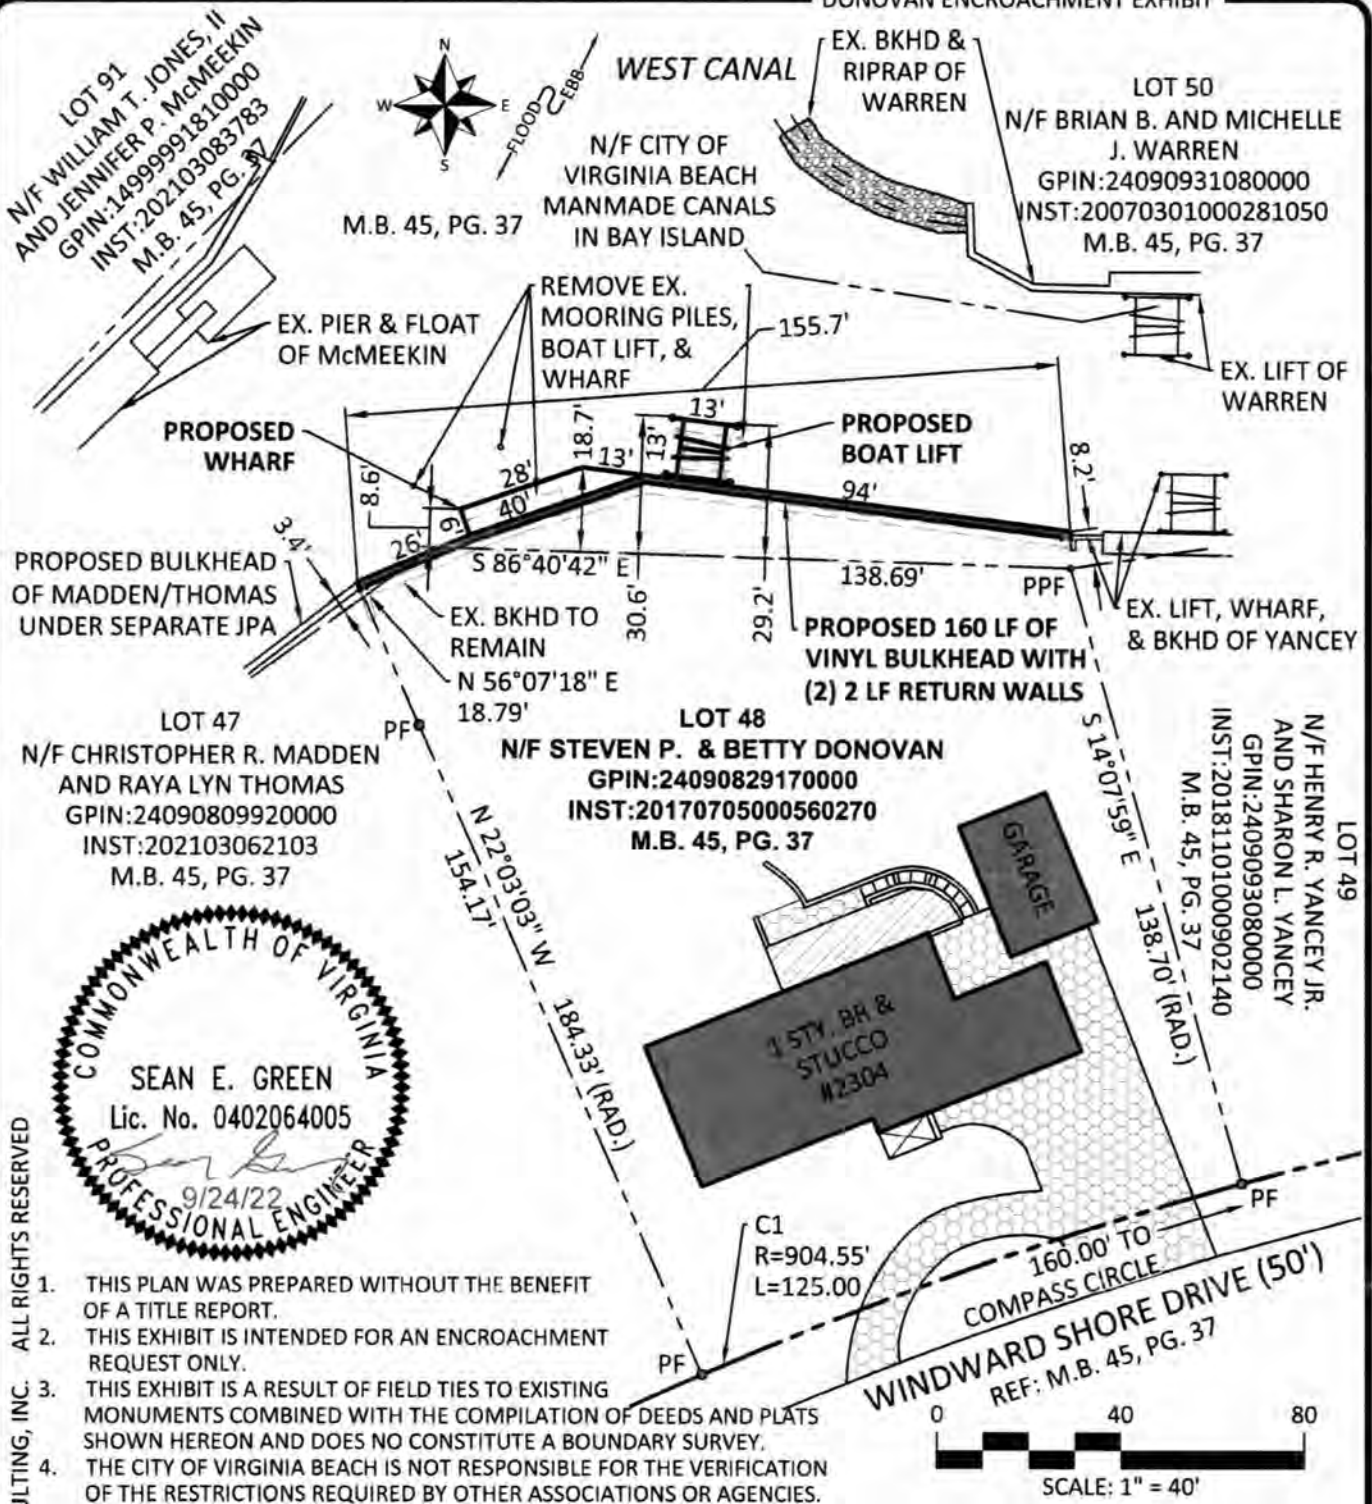 DONOVAN ENCROACHMENT EXHIBIT
LOT 91
N/F WILLIAM T. JONES, II
AND JENNIFER P. McMEEKIN
GPIN:14999991810000
INST:202103083783
M.B. 45, PG. 37
N
W
E
S
FLOOD
EBB
WEST CANAL
M.B. 45, PG. 37
N/F CITY OF
VIRGINIA BEACH
MANMADE CANALS
IN BAY ISLAND
EX. BKHD &
RIPRAP OF
WARREN
LOT 50
N/F BRIAN B. AND MICHELLE
J. WARREN
GPIN:24090931080000
INST:20070301000281050
M.B. 45, PG. 37
EX. PIER & FLOAT
OF McMEEKIN
REMOVE EX.
MOORING PILES,
BOAT LIFT, &
WHARF
155.7'
EX. LIFT OF
WARREN
PROPOSED
WHARF
PROPOSED
BOAT LIFT
13'
13'
18.7'
13'
28'
40'
6'
26'
8.6'
3.4'
94'
8.2'
PROPOSED BULKHEAD
OF MADDEN/THOMAS
UNDER SEPARATE JPA
S 86°40'42" E
138.69'
PPF
EX. BKHD TO
REMAIN
30.6'
29.2'
N 56°07'18" E
18.79'
PROPOSED 160 LF OF
VINYL BULKHEAD WITH
(2) 2 LF RETURN WALLS
EX. LIFT, WHARF,
& BKHD OF YANCEY
LOT 47
N/F CHRISTOPHER R. MADDEN
AND RAYA LYN THOMAS
GPIN:24090809920000
INST:202103062103
M.B. 45, PG. 37
PF
LOT 48
N/F STEVEN P. & BETTY DONOVAN
GPIN:24090829170000
INST:20170705000560270
M.B. 45, PG. 37
LOT 49
N/F HENRY R. YANCEY JR.
AND SHARON L. YANCEY
GPIN:24090930080000
INST:20181101000902140
M.B. 45, PG. 37
S 14°07'59" E
138.70' (RAD.)
N 22°03'03" W
154.17'
184.33' (RAD.)
GARAGE
1 STY. BR &
STUCCO
#2304
COMMONWEALTH OF VIRGINIA
SEAN E. GREEN
Lic. No. 0402064005
9/24/22
PROFESSIONAL ENGINEER
C1
R=904.55'
L=125.00'
PF
PF
160.00' TO
COMPASS CIRCLE
WINDWARD SHORE DRIVE (50')
REF: M.B. 45, PG. 37
1. THIS PLAN WAS PREPARED WITHOUT THE BENEFIT
OF A TITLE REPORT.
2. THIS EXHIBIT IS INTENDED FOR AN ENCROACHMENT
REQUEST ONLY.
3. THIS EXHIBIT IS A RESULT OF FIELD TIES TO EXISTING
MONUMENTS COMBINED WITH THE COMPILATION OF DEEDS AND PLATS
SHOWN HEREON AND DOES NO CONSTITUTE A BOUNDARY SURVEY.
4. THE CITY OF VIRGINIA BEACH IS NOT RESPONSIBLE FOR THE VERIFICATION
OF THE RESTRICTIONS REQUIRED BY OTHER ASSOCIATIONS OR AGENCIES.
0 40 80
SCALE: 1" = 40'
INC. ALL RIGHTS RESERVED